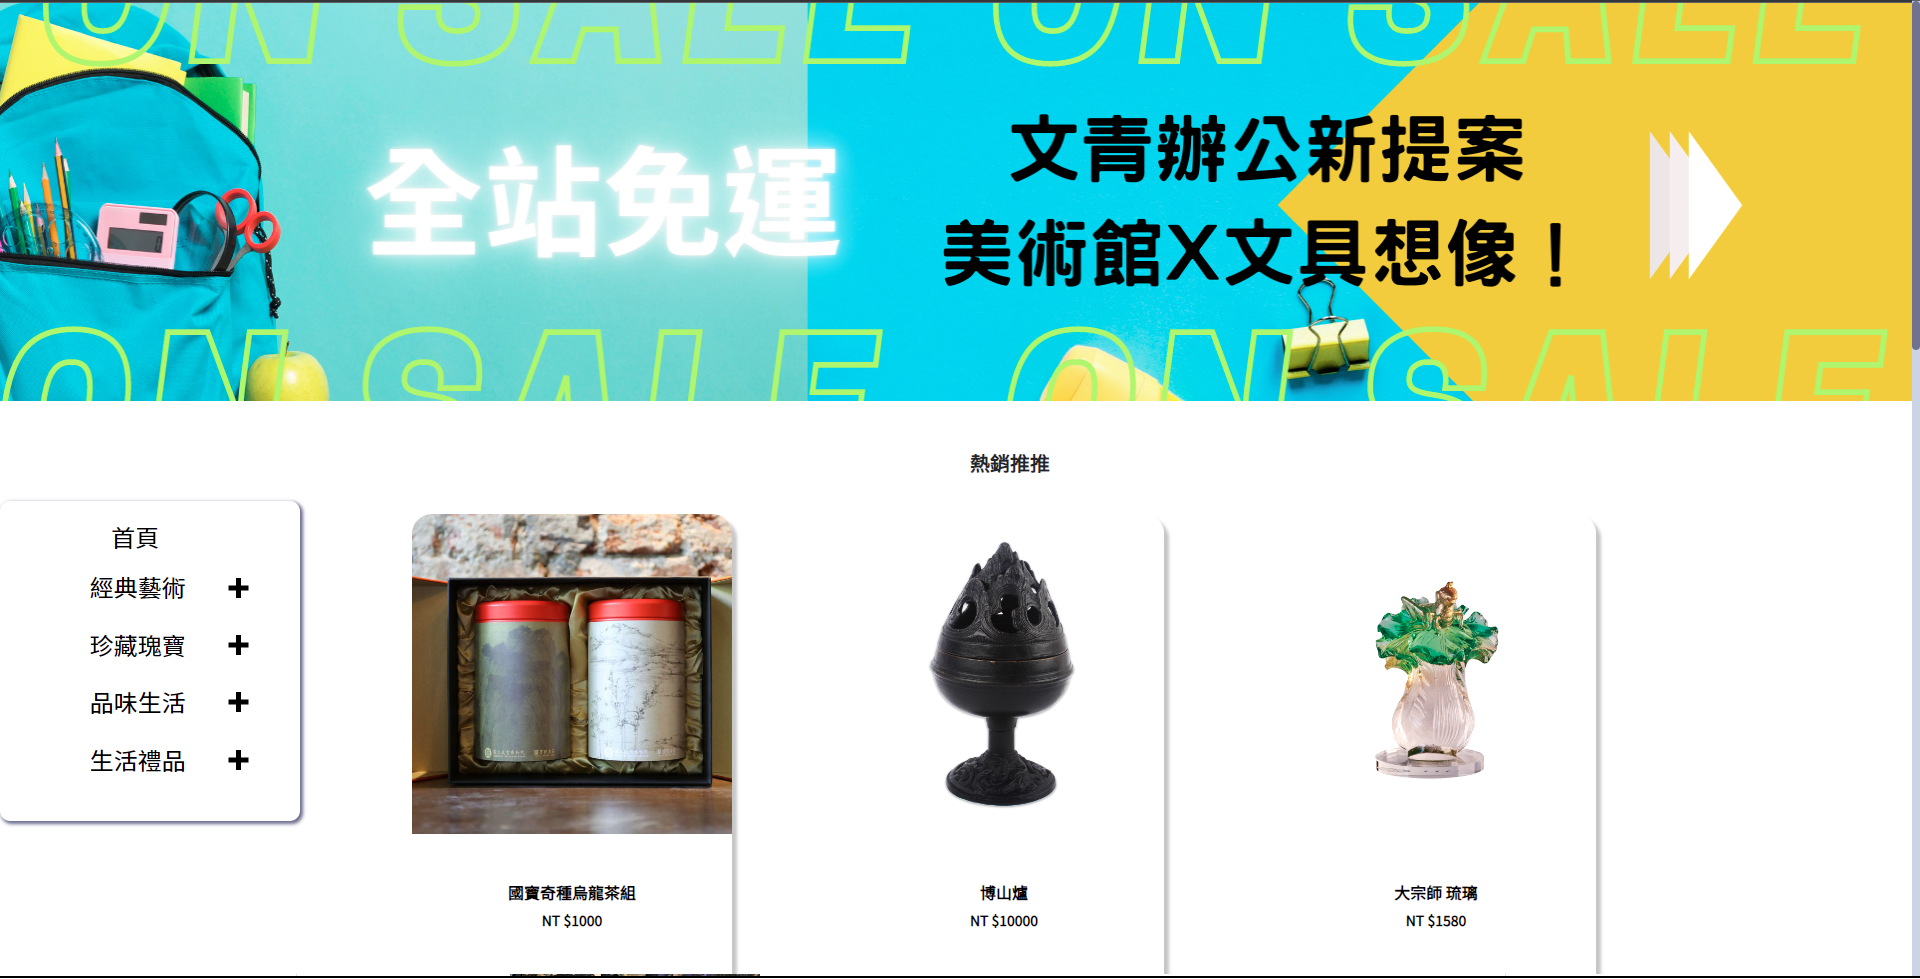 ON SALE ON SALE
全站免運
文青辦公新提案
美術館X文具想像！
ON SALE ON SALE
熱銷推推
首頁
經典藝術
珍藏瑰寶
品味生活
生活禮品
國寶奇種烏龍茶組
NT $1000
博山爐
NT $10000
大宗師 琉璃
NT $1580